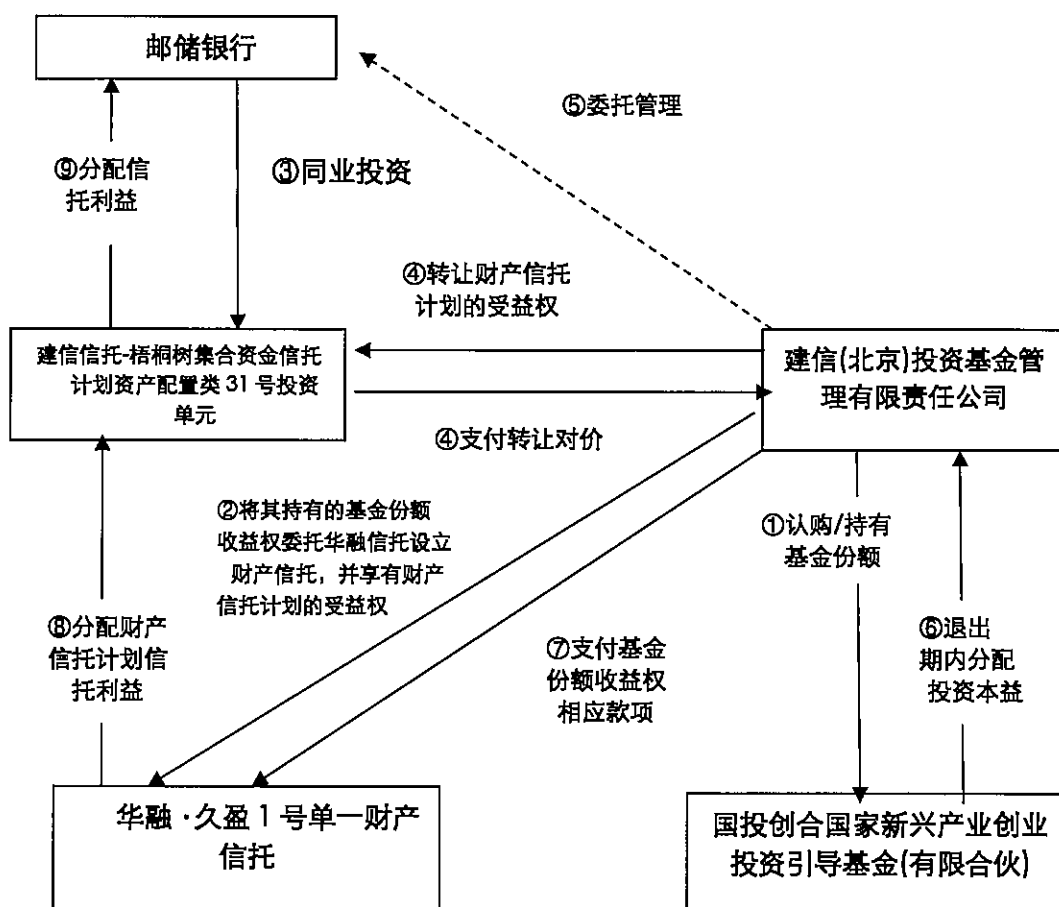 邮储银行
⑤委托管理
⑨分配信
托利益
③同业投资
④转让财产信托
计划的受益权
建信信托-梧桐树集合资金信托
计划资产配置类 31 号投资
单元
建信(北京)投资基金管
理有限责任公司
④支付转让对价
②将其持有的基金份额
收益权委托华融信托设立
财产信托，并享有财产
信托计划的受益权
①认购/持有
基金份额
⑧分配财产
信托计划信
托利益
⑦支付基金
份额收益权
相应款项
⑥退出
期内分配
投资本益
华融·久盈 1 号单一财产
信托
国投创合国家新兴产业创业
投资引导基金(有限合伙)